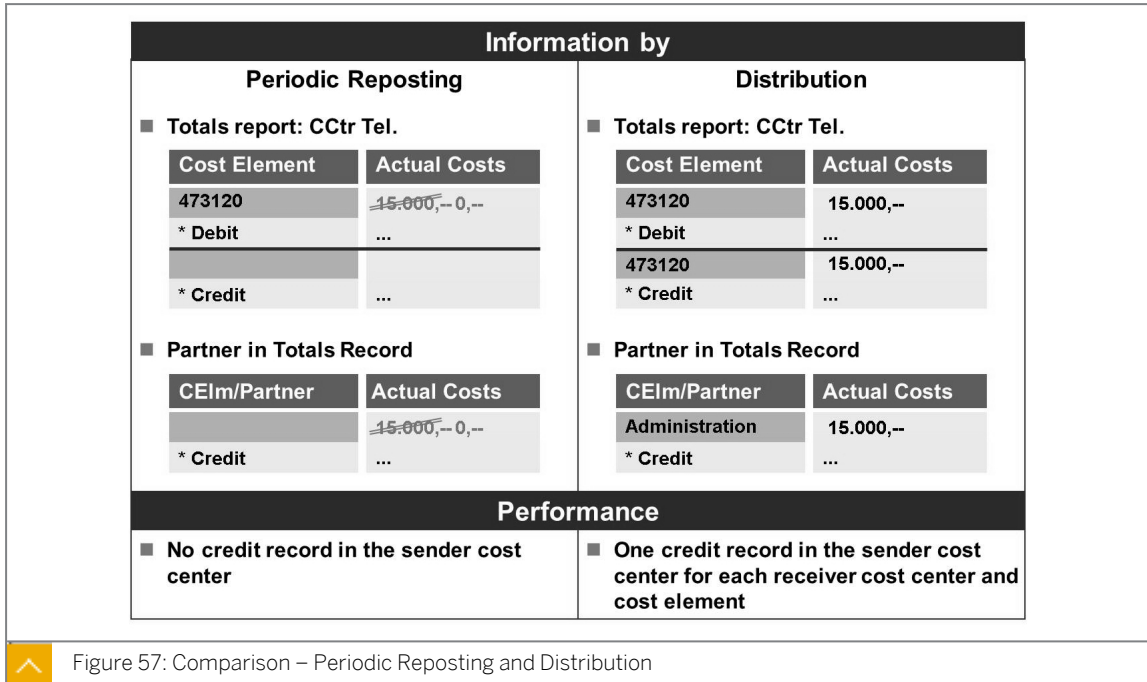 Information by
Periodic Reposting
■ Totals report: CCtr Tel.
Cost Element Actual Costs
473120 15.000,-- 0,--
* Debit ...
* Credit ...
■ Partner in Totals Record
CElm/Partner Actual Costs
15.000,-- 0,--
* Credit ...
Distribution
■ Totals report: CCtr Tel.
Cost Element Actual Costs
473120 15.000,--
* Debit ...
473120 15.000,--
* Credit ...
■ Partner in Totals Record
CElm/Partner Actual Costs
Administration 15.000,--
* Credit ...
Performance
■ No credit record in the sender cost
center
■ One credit record in the sender cost
center for each receiver cost center and
cost element
Figure 57: Comparison – Periodic Reposting and Distribution